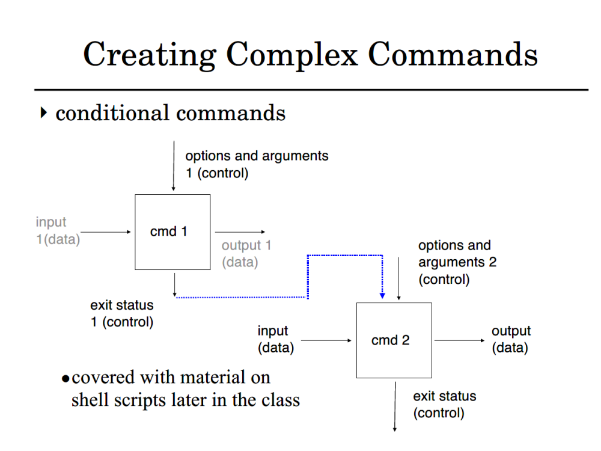 Creating Complex Commands
conditional commands
options and arguments
1 (control)
input
1(data)
cmd 1
output 1
(data)
exit status
1 (control)
options and
arguments 2
(control)
input
(data)
cmd 2
output
(data)
exit status
(control)
•covered with material on
shell scripts later in the class